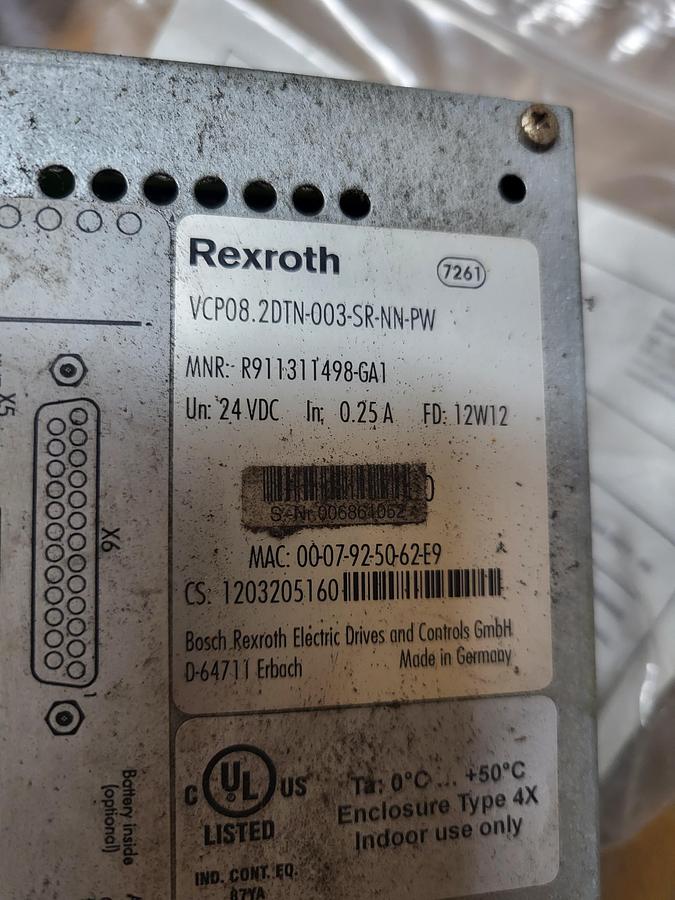 Rexroth
7261
VCP08.2DTN-003-SR-NN-PW
MNR: R911311498-GA1
Un: 24 VDC In: 0.25 A FD: 12W12
S.-Nr. 006861052
MAC: 00-07-92-50-62-E9
CS: 1203205160
Bosch Rexroth Electric Drives and Controls GmbH
D-64711 Erbach Made in Germany
X5
X6
1
Battery inside
(optional)
C UL US
LISTED
IND. CONT. EQ.
87YA
Ta: 0°C ... +50°C
Enclosure Type 4X
Indoor use only